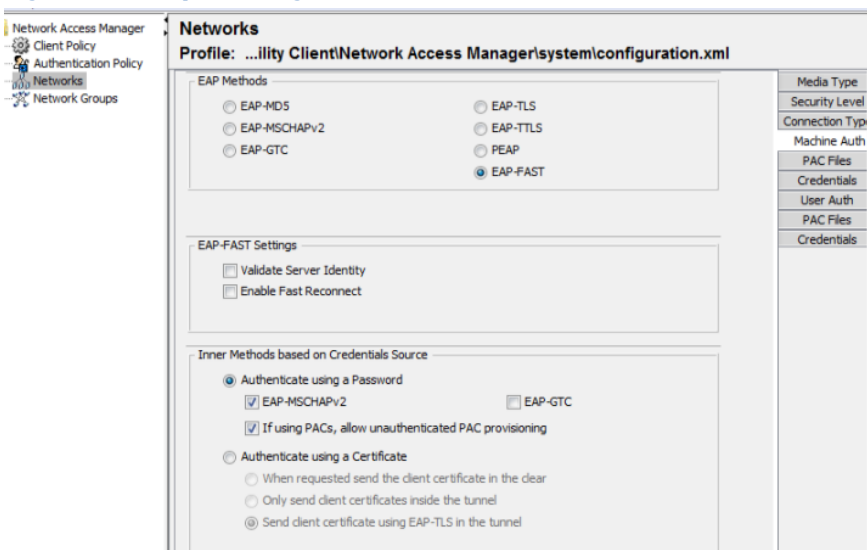 Network Access Manager
Client Policy
Authentication Policy
Networks
Network Groups
Networks
Profile: ...ility Client\Network Access Manager\system\configuration.xml
EAP Methods
EAP-MD5
EAP-TLS
EAP-MSCHAPv2
EAP-TTLS
EAP-GTC
PEAP
EAP-FAST
EAP-FAST Settings
Validate Server Identity
Enable Fast Reconnect
Inner Methods based on Credentials Source
Authenticate using a Password
EAP-MSCHAPv2
EAP-GTC
If using PACs, allow unauthenticated PAC provisioning
Authenticate using a Certificate
When requested send the client certificate in the clear
Only send client certificates inside the tunnel
Send client certificate using EAP-TLS in the tunnel
Media Type
Security Level
Connection Type
Machine Auth
PAC Files
Credentials
User Auth
PAC Files
Credentials